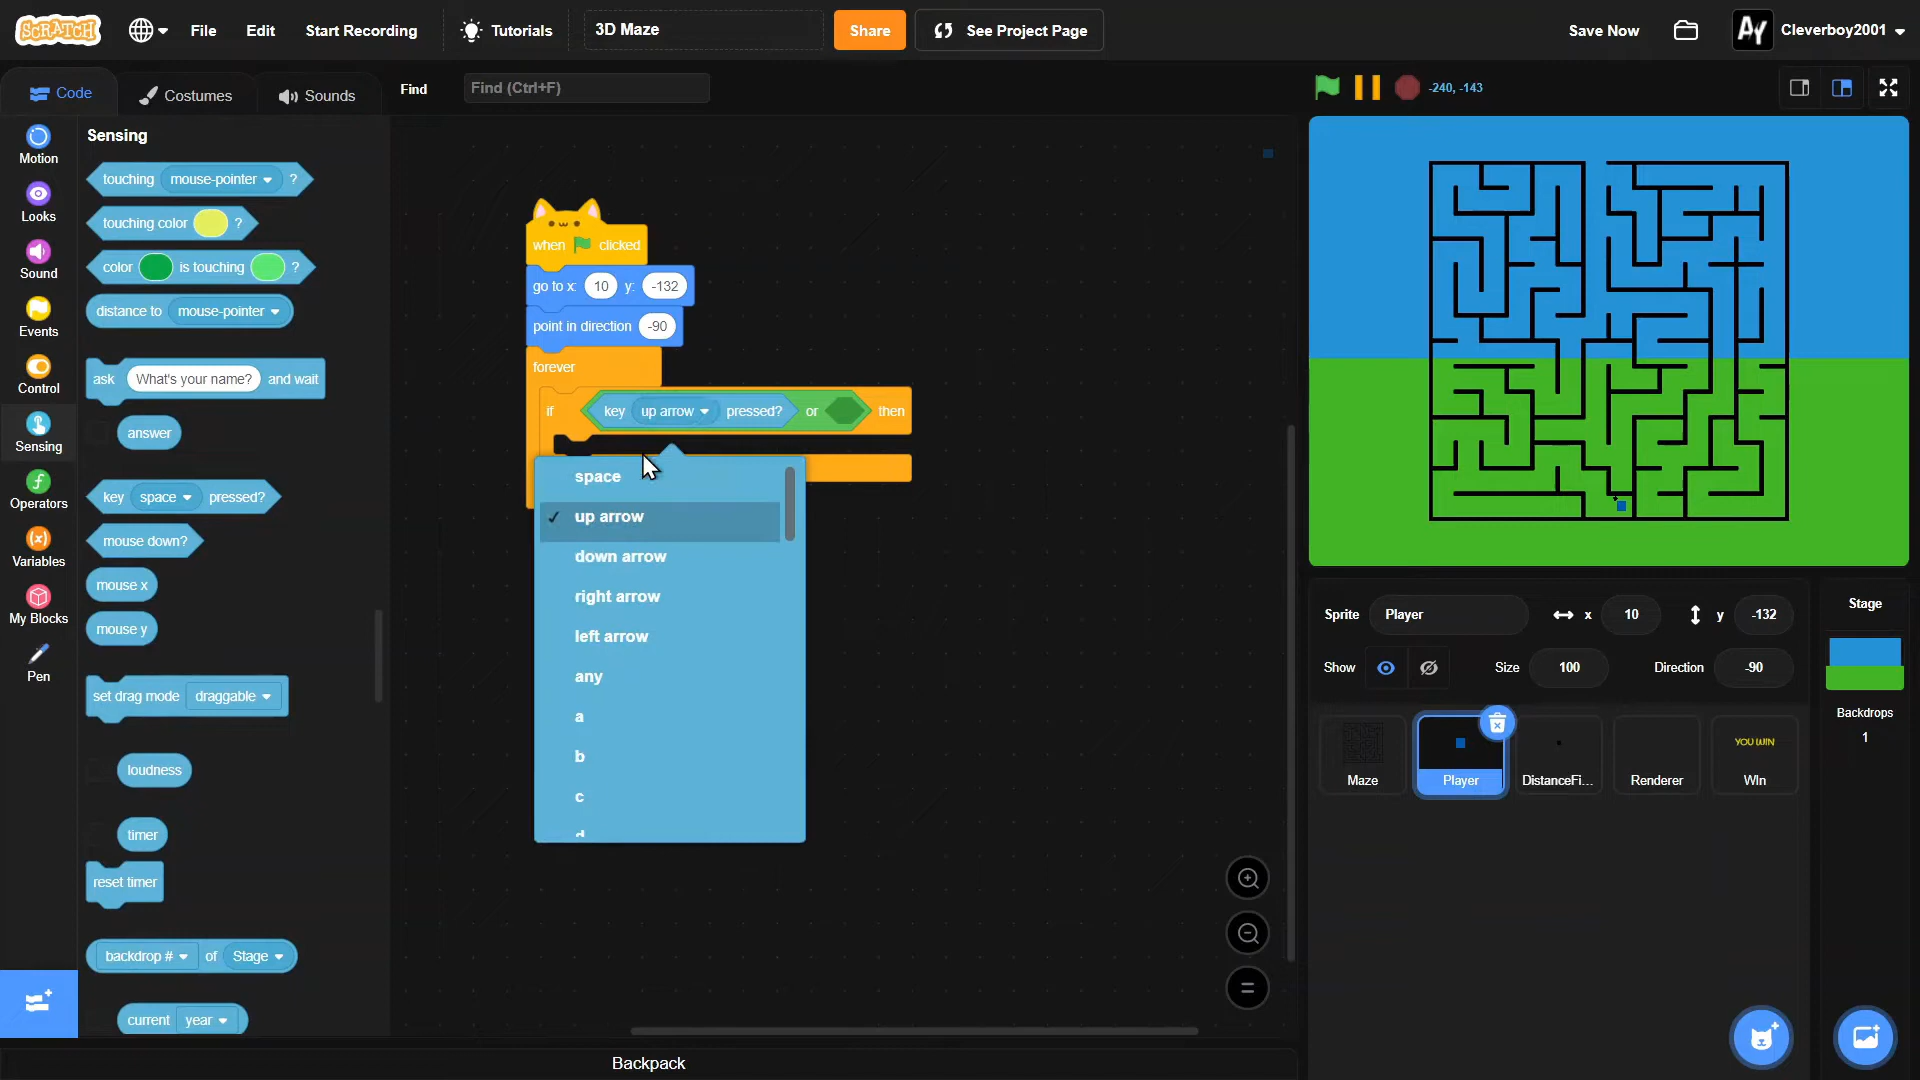 SCRATCH
File
Edit
Start Recording
Tutorials
3D Maze
Share
See Project Page
Save Now
Ay
Cleverboy2001
Code
Costumes
Sounds
Find
Find (Ctrl+F)
-240, -143
Motion
Looks
Sound
Events
Control
Sensing
Operators
Variables
My Blocks
Pen
Sensing
touching mouse-pointer ?
touching color ?
color is touching ?
distance to mouse-pointer
ask What's your name? and wait
answer
key space pressed?
mouse down?
mouse x
mouse y
set drag mode draggable
loudness
timer
reset timer
backdrop # of Stage
current year
when clicked
go to x: 10 y: -132
point in direction -90
forever
if key up arrow pressed? or then
space
✓ up arrow
down arrow
right arrow
left arrow
any
a
b
c
d
Backpack
Sprite Player x 10 y -132
Show Size 100 Direction -90
Maze
Player
DistanceFi...
Renderer
YOU WIN
WIn
Stage
Backdrops
1